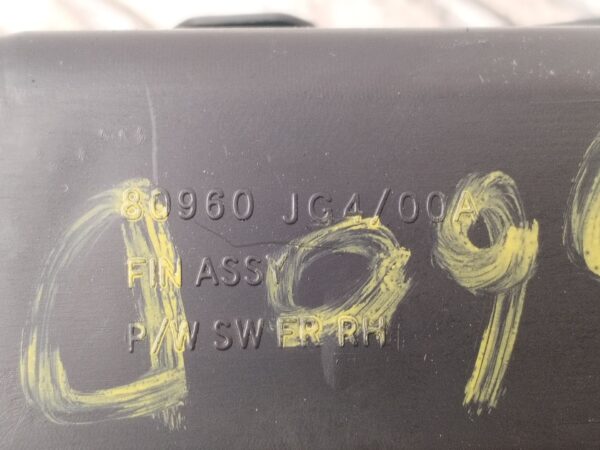 80960 JG4/00A
FIN ASSY
P/W SW FR RH